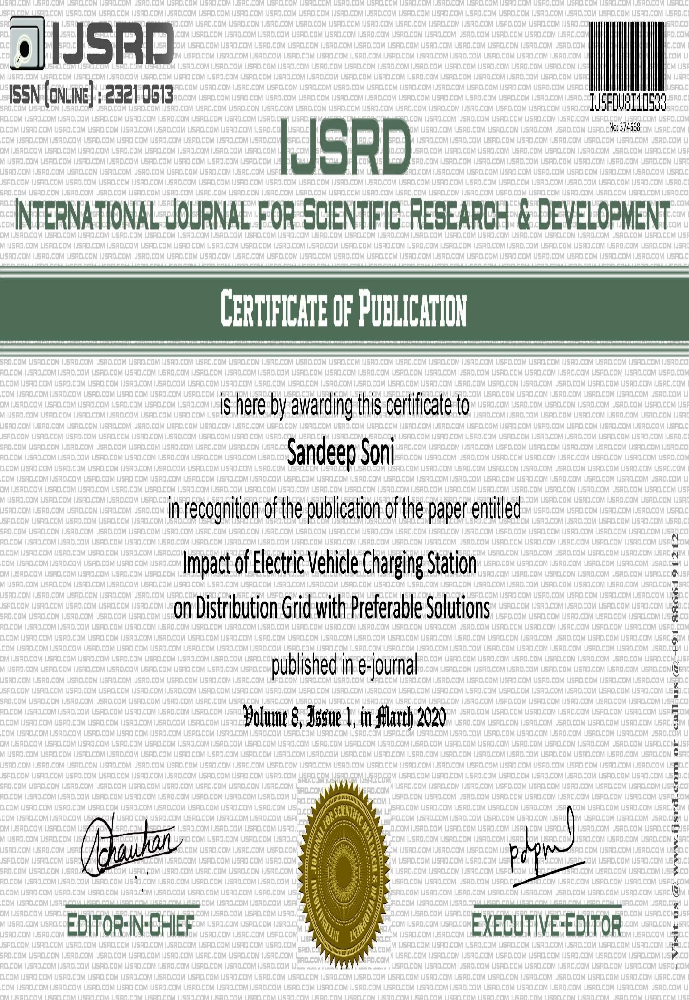 IJSRD
ISSN (ONLINE) : 2321 0613
IJSRDV8I10533
No: 374668
IJSRD
INTERNATIONAL JOURNAL FOR SCIENTIFIC RESEARCH & DEVELOPMENT
CERTIFICATE OF PUBLICATION
is here by awarding this certificate to
Sandeep Soni
in recognition of the publication of the paper entitled
Impact of Electric Vehicle Charging Station
on Distribution Grid with Preferable Solutions
published in e-journal
Volume 8, Issue 1, in March 2020
INTERNATIONAL JOURNAL FOR SCIENTIFIC RESEARCH & DEVELOPMENT
EDITOR-IN-CHIEF
EXECUTIVE-EDITOR
- Visit us @ www.ijsrd.com or call us @ +91 8866191212